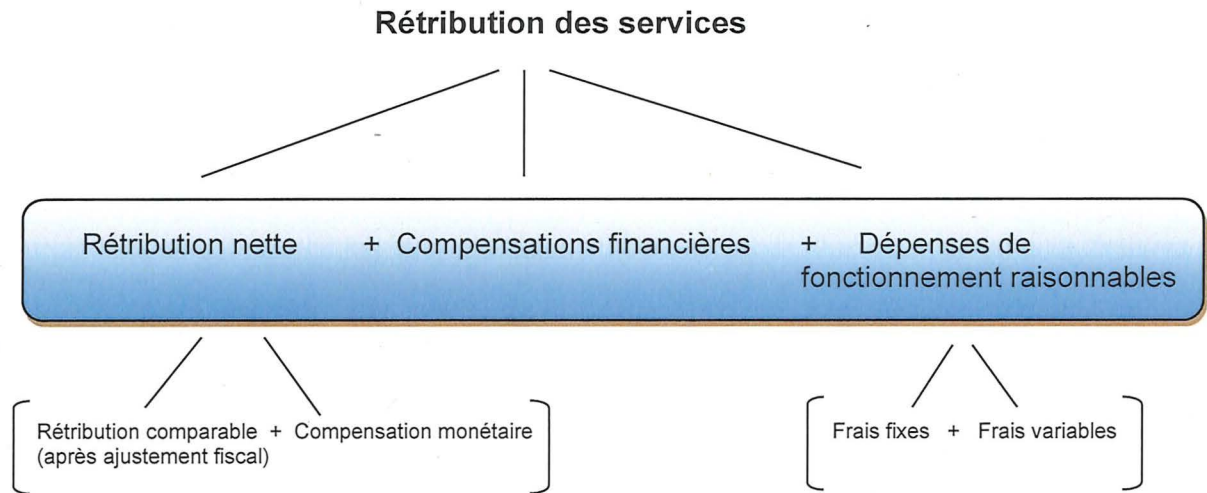 Rétribution des services
Rétribution nette + Compensations financières + Dépenses de
fonctionnement raisonnables
Rétribution comparable + Compensation monétaire
(après ajustement fiscal)
Frais fixes + Frais variables